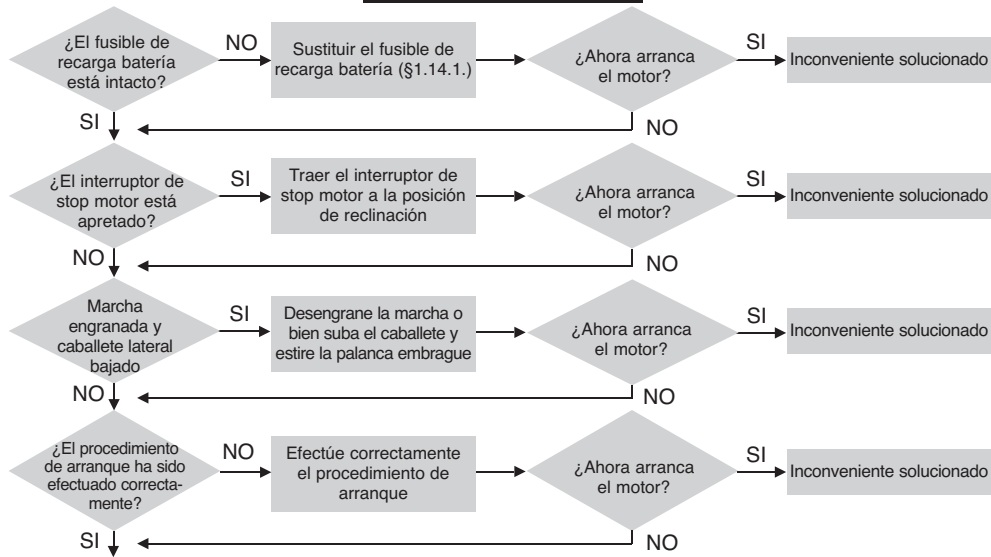 ¿El fusible de
recarga batería
está intacto?
NO
Sustituir el fusible de
recarga batería (§1.14.1.)
¿Ahora arranca
el motor?
SI
Inconveniente solucionado
SI
NO
¿El interruptor de
stop motor está
apretado?
SI
Traer el interruptor de
stop motor a la posición
de reclinación
¿Ahora arranca
el motor?
SI
Inconveniente solucionado
NO
NO
Marcha
engranada y
caballete lateral
bajado
SI
Desengrane la marcha o
bien suba el caballete y
estire la palanca embrague
¿Ahora arranca
el motor?
SI
Inconveniente solucionado
NO
NO
¿El procedimiento
de arranque ha sido
efectuado correcta-
mente?
NO
Efectúe correctamente
el procedimiento de
arranque
¿Ahora arranca
el motor?
SI
Inconveniente solucionado
SI
NO